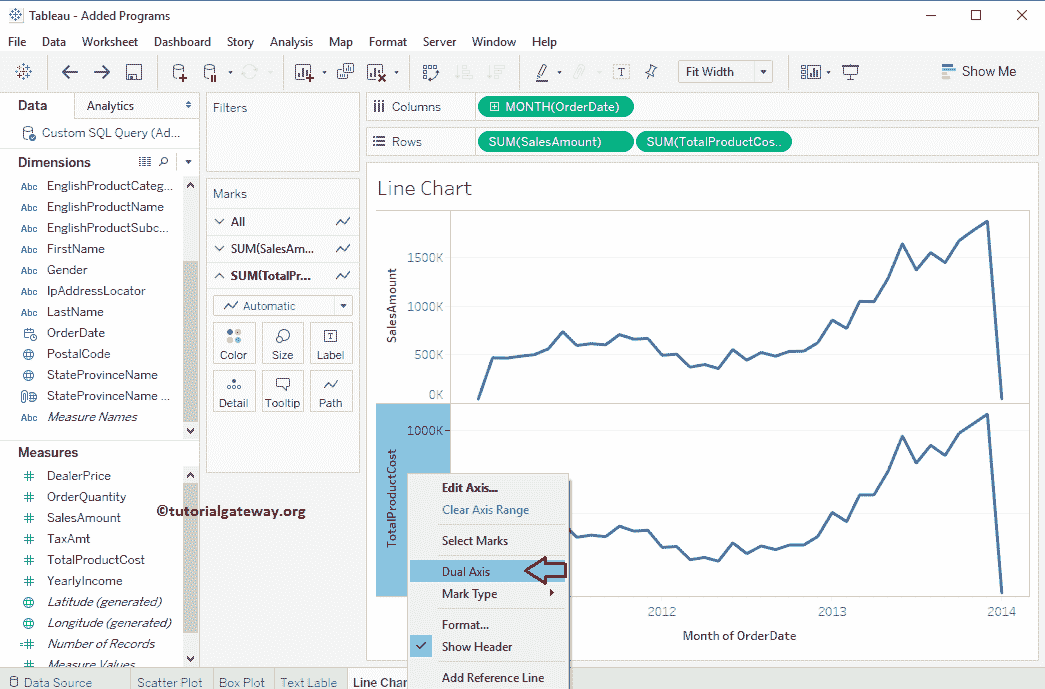 Tableau - Added Programs
File Data Worksheet Dashboard Story Analysis Map Format Server Window Help
Fit Width
Show Me
Data
Analytics
Custom SQL Query (Ad...
Dimensions
Abc EnglishProductCateg...
Abc EnglishProductName
Abc EnglishProductSubc...
Abc FirstName
Abc Gender
Abc IpAddressLocator
Abc LastName
OrderDate
PostalCode
StateProvinceName
StateProvinceName ...
Abc Measure Names
Measures
DealerPrice
OrderQuantity
SalesAmount
TaxAmt
TotalProductCost
YearlyIncome
Latitude (generated)
Longitude (generated)
Number of Records
Measure Values
©tutorialgateway.org
Filters
Marks
All
SUM(SalesAm...
SUM(TotalPr...
Automatic
Color
Size
Label
Detail
Tooltip
Path
Columns
MONTH(OrderDate)
Rows
SUM(SalesAmount)
SUM(TotalProductCos..
Line Chart
SalesAmount
1500K
1000K
500K
0K
TotalProductCost
1000K
2012
2013
2014
Month of OrderDate
Edit Axis...
Clear Axis Range
Select Marks
Dual Axis
Mark Type
Format...
Show Header
Add Reference Line
Data Source
Scatter Plot
Box Plot
Text Lable
Line Char